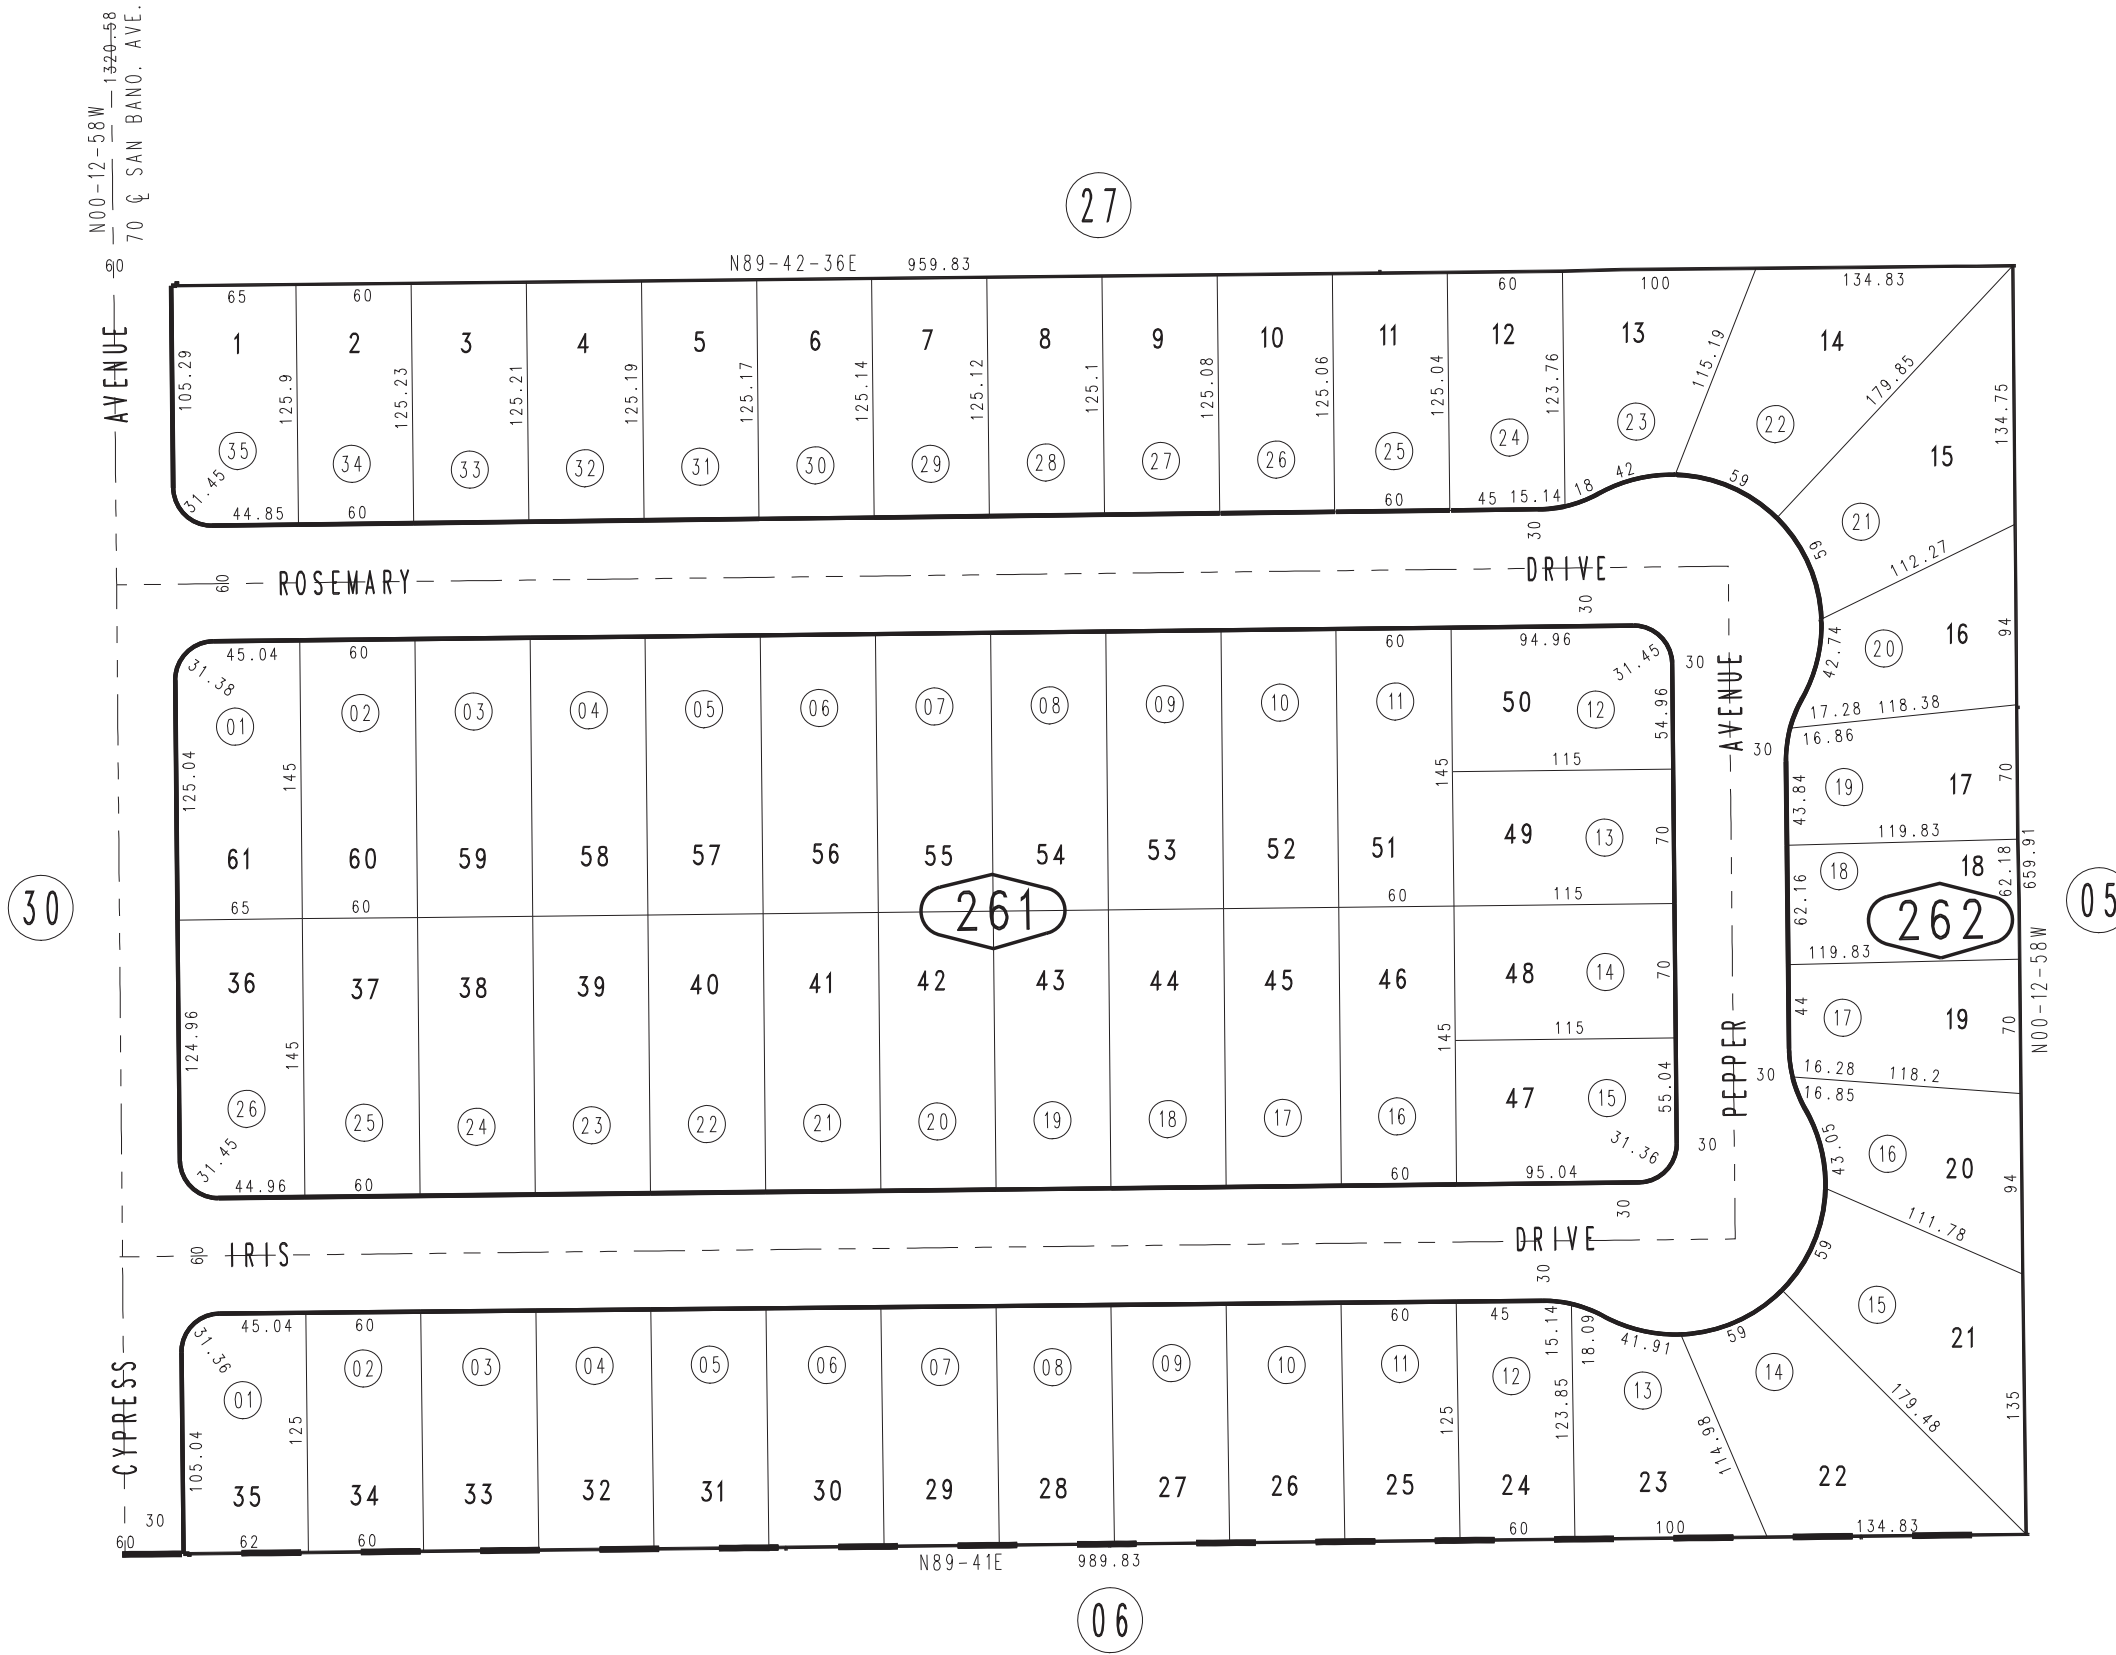 N00-12-58W 1320.58
70 ℄ SAN BANO. AVE.
27
60
N89-42-36E 959.83
65 60 60 100 134.83
AVENUE
1 2 3 4 5 6 7 8 9 10 11 12 13 14
105.29 125.9 125.23 125.21 125.19 125.17 125.14 125.12 125.1 125.08 125.06 125.04 123.76 115.19 179.85 134.75
35 34 33 32 31 30 29 28 27 26 25 24 23 22 15
31.45 44.85 60 60 45 15.14 18 42 59
21
30 59
112.27
60 ROSEMARY DRIVE
30
45.04 60 60 94.96
31.38 31.45 30 42.74 20 16 94
01 02 03 04 05 06 07 08 09 10 11 50 12 54.96 AVENUE
17.28 118.38
30 16.86
125.04 145 145 115
43.84 19 17 70
49 13 70
61 60 59 58 57 56 55 54 53 52 51
119.83
18 18 62.18 659.91
65 60 60 115
30 261 62.16 262 05
119.83
N00-12-58W
36 37 38 39 40 41 42 43 44 45 46 48 14 70
44 17 19 70
124.96 145 145 115
PEPPER
30 16.28 118.2
16.85
47 15 55.04
26 25 24 23 22 21 20 19 18 17 16
31.45 31.36 30 43.05 16 20 94
44.96 60 60 95.04
30 111.78
60 IRIS DRIVE
59
30
45.04 60 60 45 15.14 18.09 41.91 59
31.36 15 21
01 02 03 04 05 06 07 08 09 10 11 12 13 14
CYPRESS
105.04 125 125 123.85 114.98 179.48 135
35 34 33 32 31 30 29 28 27 26 25 24 23 22
30
60 62 60 60 100 134.83
N89-41E 989.83
06